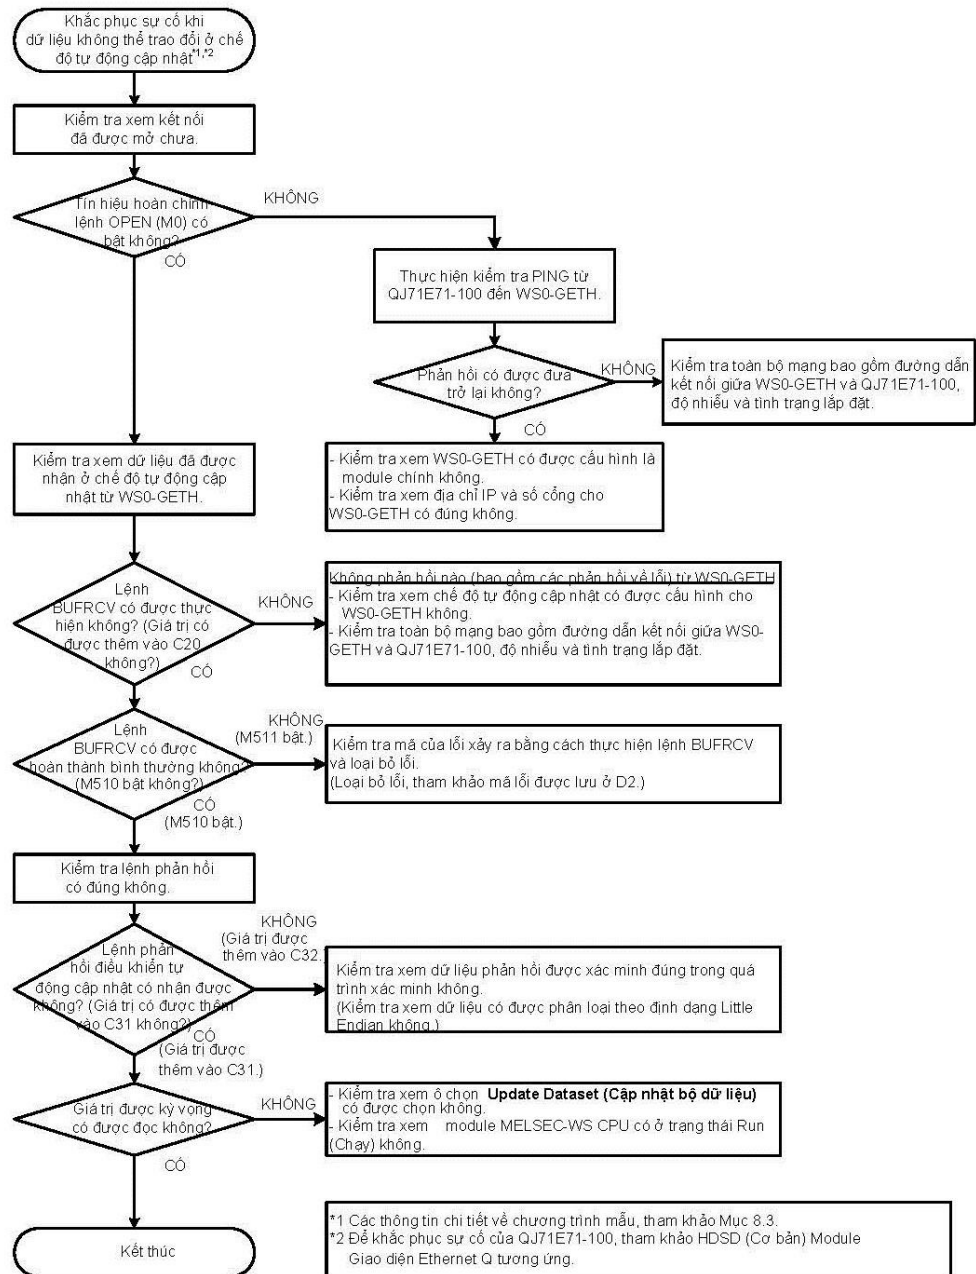 Khắc phục sự cố khi
dữ liệu không thể trao đổi ở chế
độ tự động cập nhật*1,*2
Kiểm tra xem kết nối
đã được mở chưa.
Tín hiệu hoàn chỉnh
lệnh OPEN (M0) có
bật không?
KHÔNG
CÓ
Thực hiện kiểm tra PING từ
QJ71E71-100 đến WS0-GETH.
Phản hồi có được đưa
trở lại không?
KHÔNG
Kiểm tra toàn bộ mạng bao gồm đường dẫn
kết nối giữa WS0-GETH và QJ71E71-100,
độ nhiễu và tình trạng lắp đặt.
CÓ
- Kiểm tra xem WS0-GETH có được cấu hình là
module chính không.
- Kiểm tra xem địa chỉ IP và số cổng cho
WS0-GETH có đúng không.
Kiểm tra xem dữ liệu đã được
nhận ở chế độ tự động cập
nhật từ WS0-GETH.
Lệnh
BUFRCV có được thực
hiện không? (Giá trị có
được thêm vào C20
không?)
KHÔNG
CÓ
Không phản hồi nào (bao gồm các phản hồi về lỗi) từ WS0-GETH
- Kiểm tra xem chế độ tự động cập nhật có được cấu hình cho
WS0-GETH không.
- Kiểm tra toàn bộ mạng bao gồm đường dẫn kết nối giữa WS0-
GETH và QJ71E71-100, độ nhiễu và tình trạng lắp đặt.
Lệnh
BUFRCV có được
hoàn thành bình thường không?
(M510 bật không?)
KHÔNG
(M511 bật.)
CÓ
(M510 bật.)
Kiểm tra mã của lỗi xảy ra bằng cách thực hiện lệnh BUFRCV
và loại bỏ lỗi.
(Loại bỏ lỗi, tham khảo mã lỗi được lưu ở D2.)
Kiểm tra lệnh phản hồi
có đúng không.
Lệnh phản
hồi điều khiển tự
động cập nhật có nhận được
không? (Giá trị có được thêm
vào C31 không?)
KHÔNG
(Giá trị được
thêm vào C32.)
CÓ
(Giá trị được
thêm vào C31.)
Kiểm tra xem dữ liệu phản hồi được xác minh đúng trong quá
trình xác minh không.
(Kiểm tra xem dữ liệu có được phân loại theo định dạng Little
Endian không.)
Giá trị được kỳ vọng
có được đọc không?
KHÔNG
CÓ
- Kiểm tra xem ô chọn Update Dataset (Cập nhật bộ dữ liệu)
có được chọn không.
- Kiểm tra xem module MELSEC-WS CPU có ở trạng thái Run
(Chạy) không.
Kết thúc
*1 Các thông tin chi tiết về chương trình mẫu, tham khảo Mục 8.3.
*2 Để khắc phục sự cố của QJ71E71-100, tham khảo HDSD (Cơ bản) Module
Giao diện Ethernet Q tương ứng.